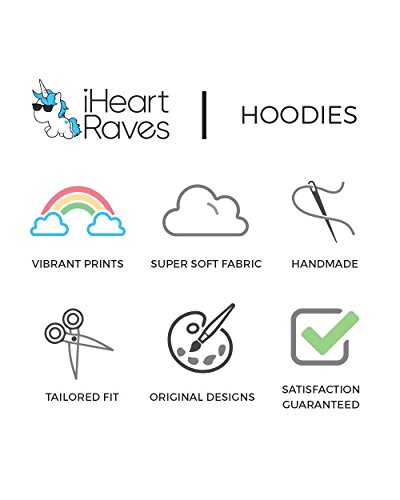 iHeart
Raves
HOODIES
VIBRANT PRINTS
SUPER SOFT FABRIC
HANDMADE
TAILORED FIT
ORIGINAL DESIGNS
SATISFACTION
GUARANTEED